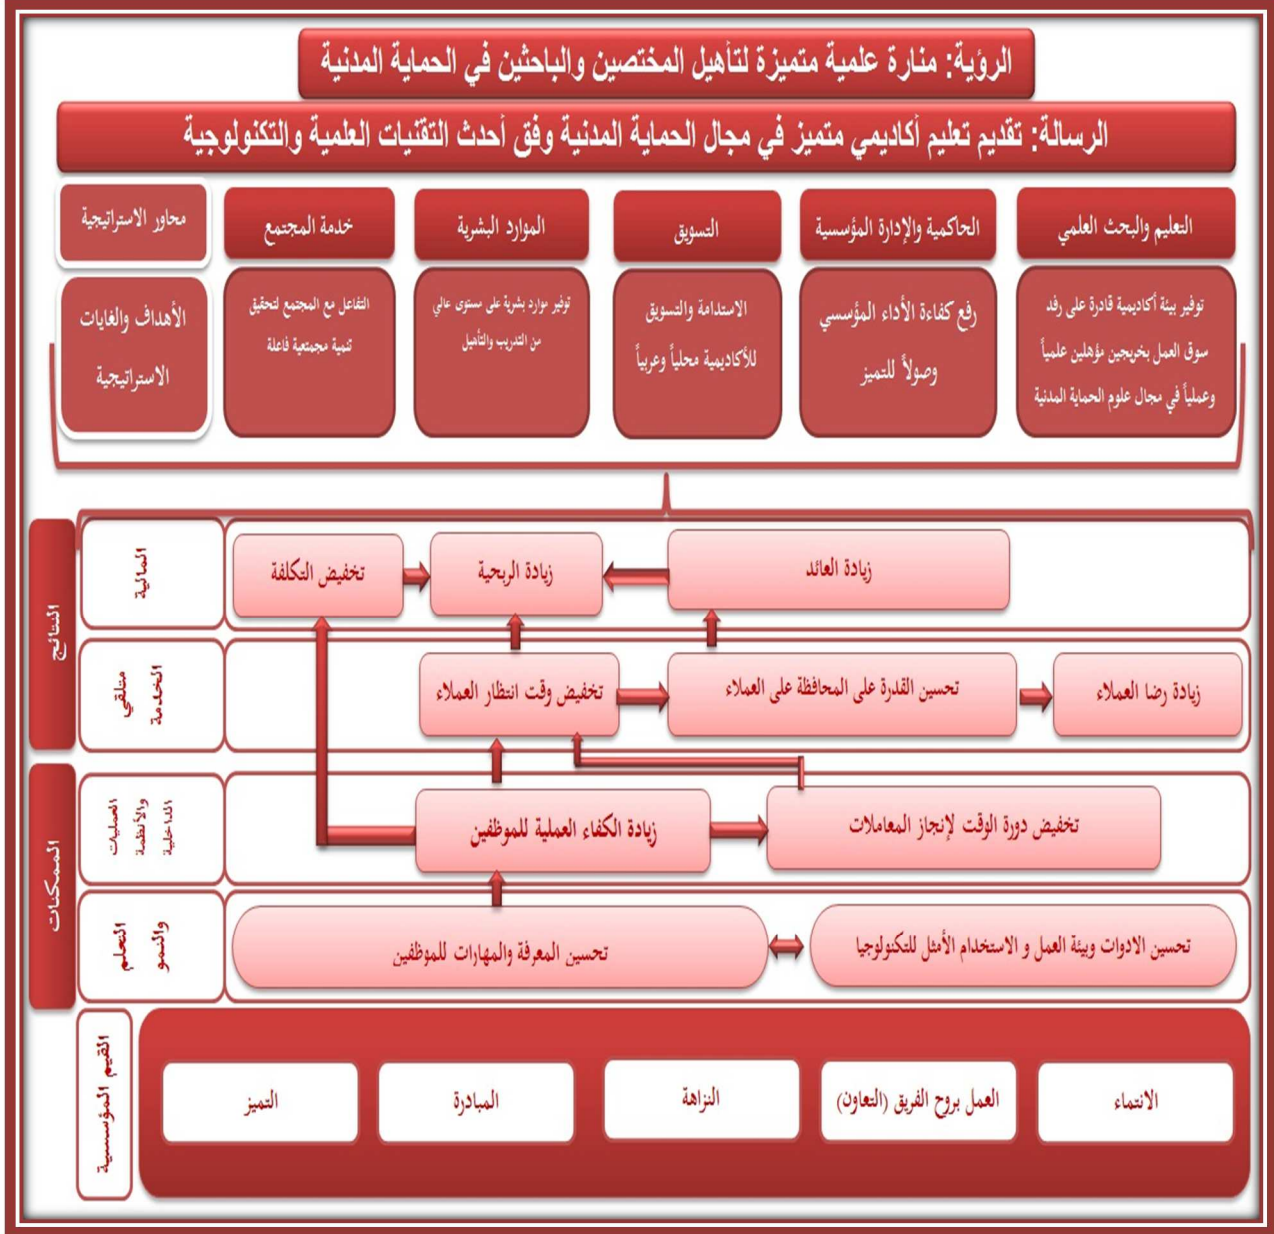 الرؤية: منارة علمية متميزة لتأهيل المختصين والباحثين في الحماية المدنية
الرسالة: تقديم تعليم أكاديمي متميز في مجال الحماية المدنية وفق أحدث التقنيات العلمية والتكنولوجية
التعليم والبحث العلمي
الحاكمية والإدارة المؤسسية
التسويق
الموارد البشرية
خدمة المجتمع
محاور الاستراتيجية
توفير بيئة أكاديمية قادرة على رفد
سوق العمل بخريجين مؤهلين علمياً
وعملياً في مجال علوم الحماية المدنية
رفع كفاءة الأداء المؤسسي
وصولاً للتميز
الاستدامة والتسويق
للأكاديمية محلياً وعربياً
توفير موارد بشرية على مستوى عالي
من التدريب والتأهيل
التفاعل مع المجتمع لتحقيق
تنمية مجمتعية فاعلة
الأهداف والغايات
الاستراتيجية
النتائج
المالية
زيادة العائد
زيادة الربحية
تخفيض التكلفة
متلقي
الخدمة
زيادة رضا العملاء
تحسين القدرة على المحافظة على العملاء
تخفيض وقت انتظار العملاء
الممكنات
العمليات
والأنظمة
الداخلية
تخفيض دورة الوقت لإنجاز المعاملات
زيادة الكفاء العملية للموظفين
التعلم
والنمو
تحسين الادوات وبيئة العمل و الاستخدام الأمثل للتكنولوجيا
تحسين المعرفة والمهارات للموظفين
القيم المؤسسية
الانتماء
العمل بروح الفريق (التعاون)
النزاهة
المبادرة
التميز